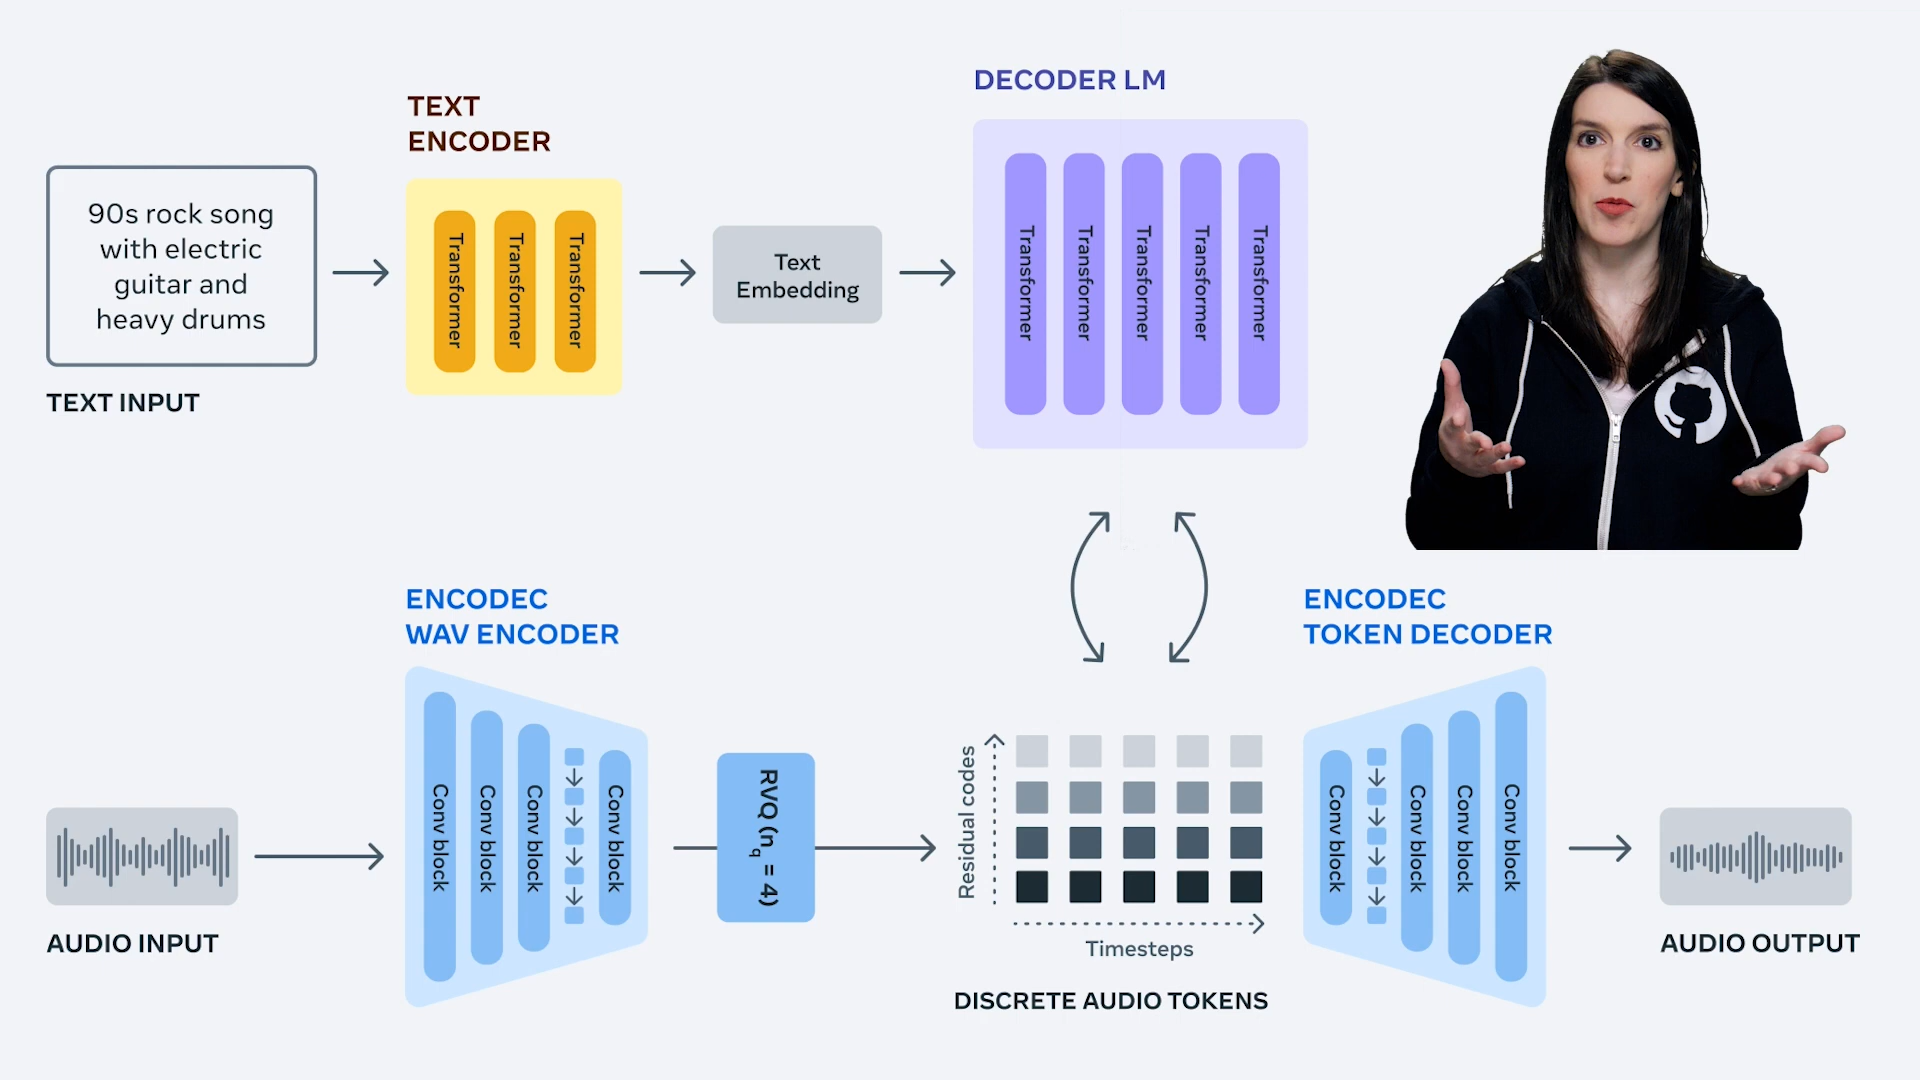 TEXT
ENCODER
DECODER LM
90s rock song
with electric
guitar and
heavy drums
TEXT INPUT
Transformer
Transformer
Transformer
Text
Embedding
Transformer
Transformer
Transformer
Transformer
Transformer
ENCODEC
WAV ENCODER
ENCODEC
TOKEN DECODER
Conv block
Conv block
Conv block
Conv block
RVQ (nq = 4)
Residual codes
Timesteps
DISCRETE AUDIO TOKENS
Conv block
Conv block
Conv block
Conv block
AUDIO INPUT
AUDIO OUTPUT